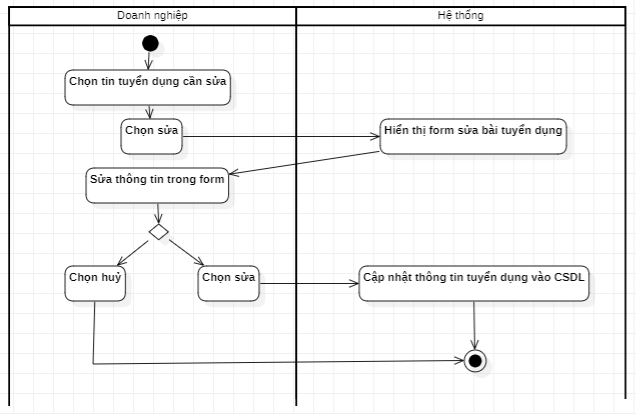 Doanh nghiệp
Hệ thống
Chọn tin tuyển dụng cần sửa
Chọn sửa
Hiển thị form sửa bài tuyển dụng
Sửa thông tin trong form
Chọn huỷ
Chọn sửa
Cập nhật thông tin tuyển dụng vào CSDL